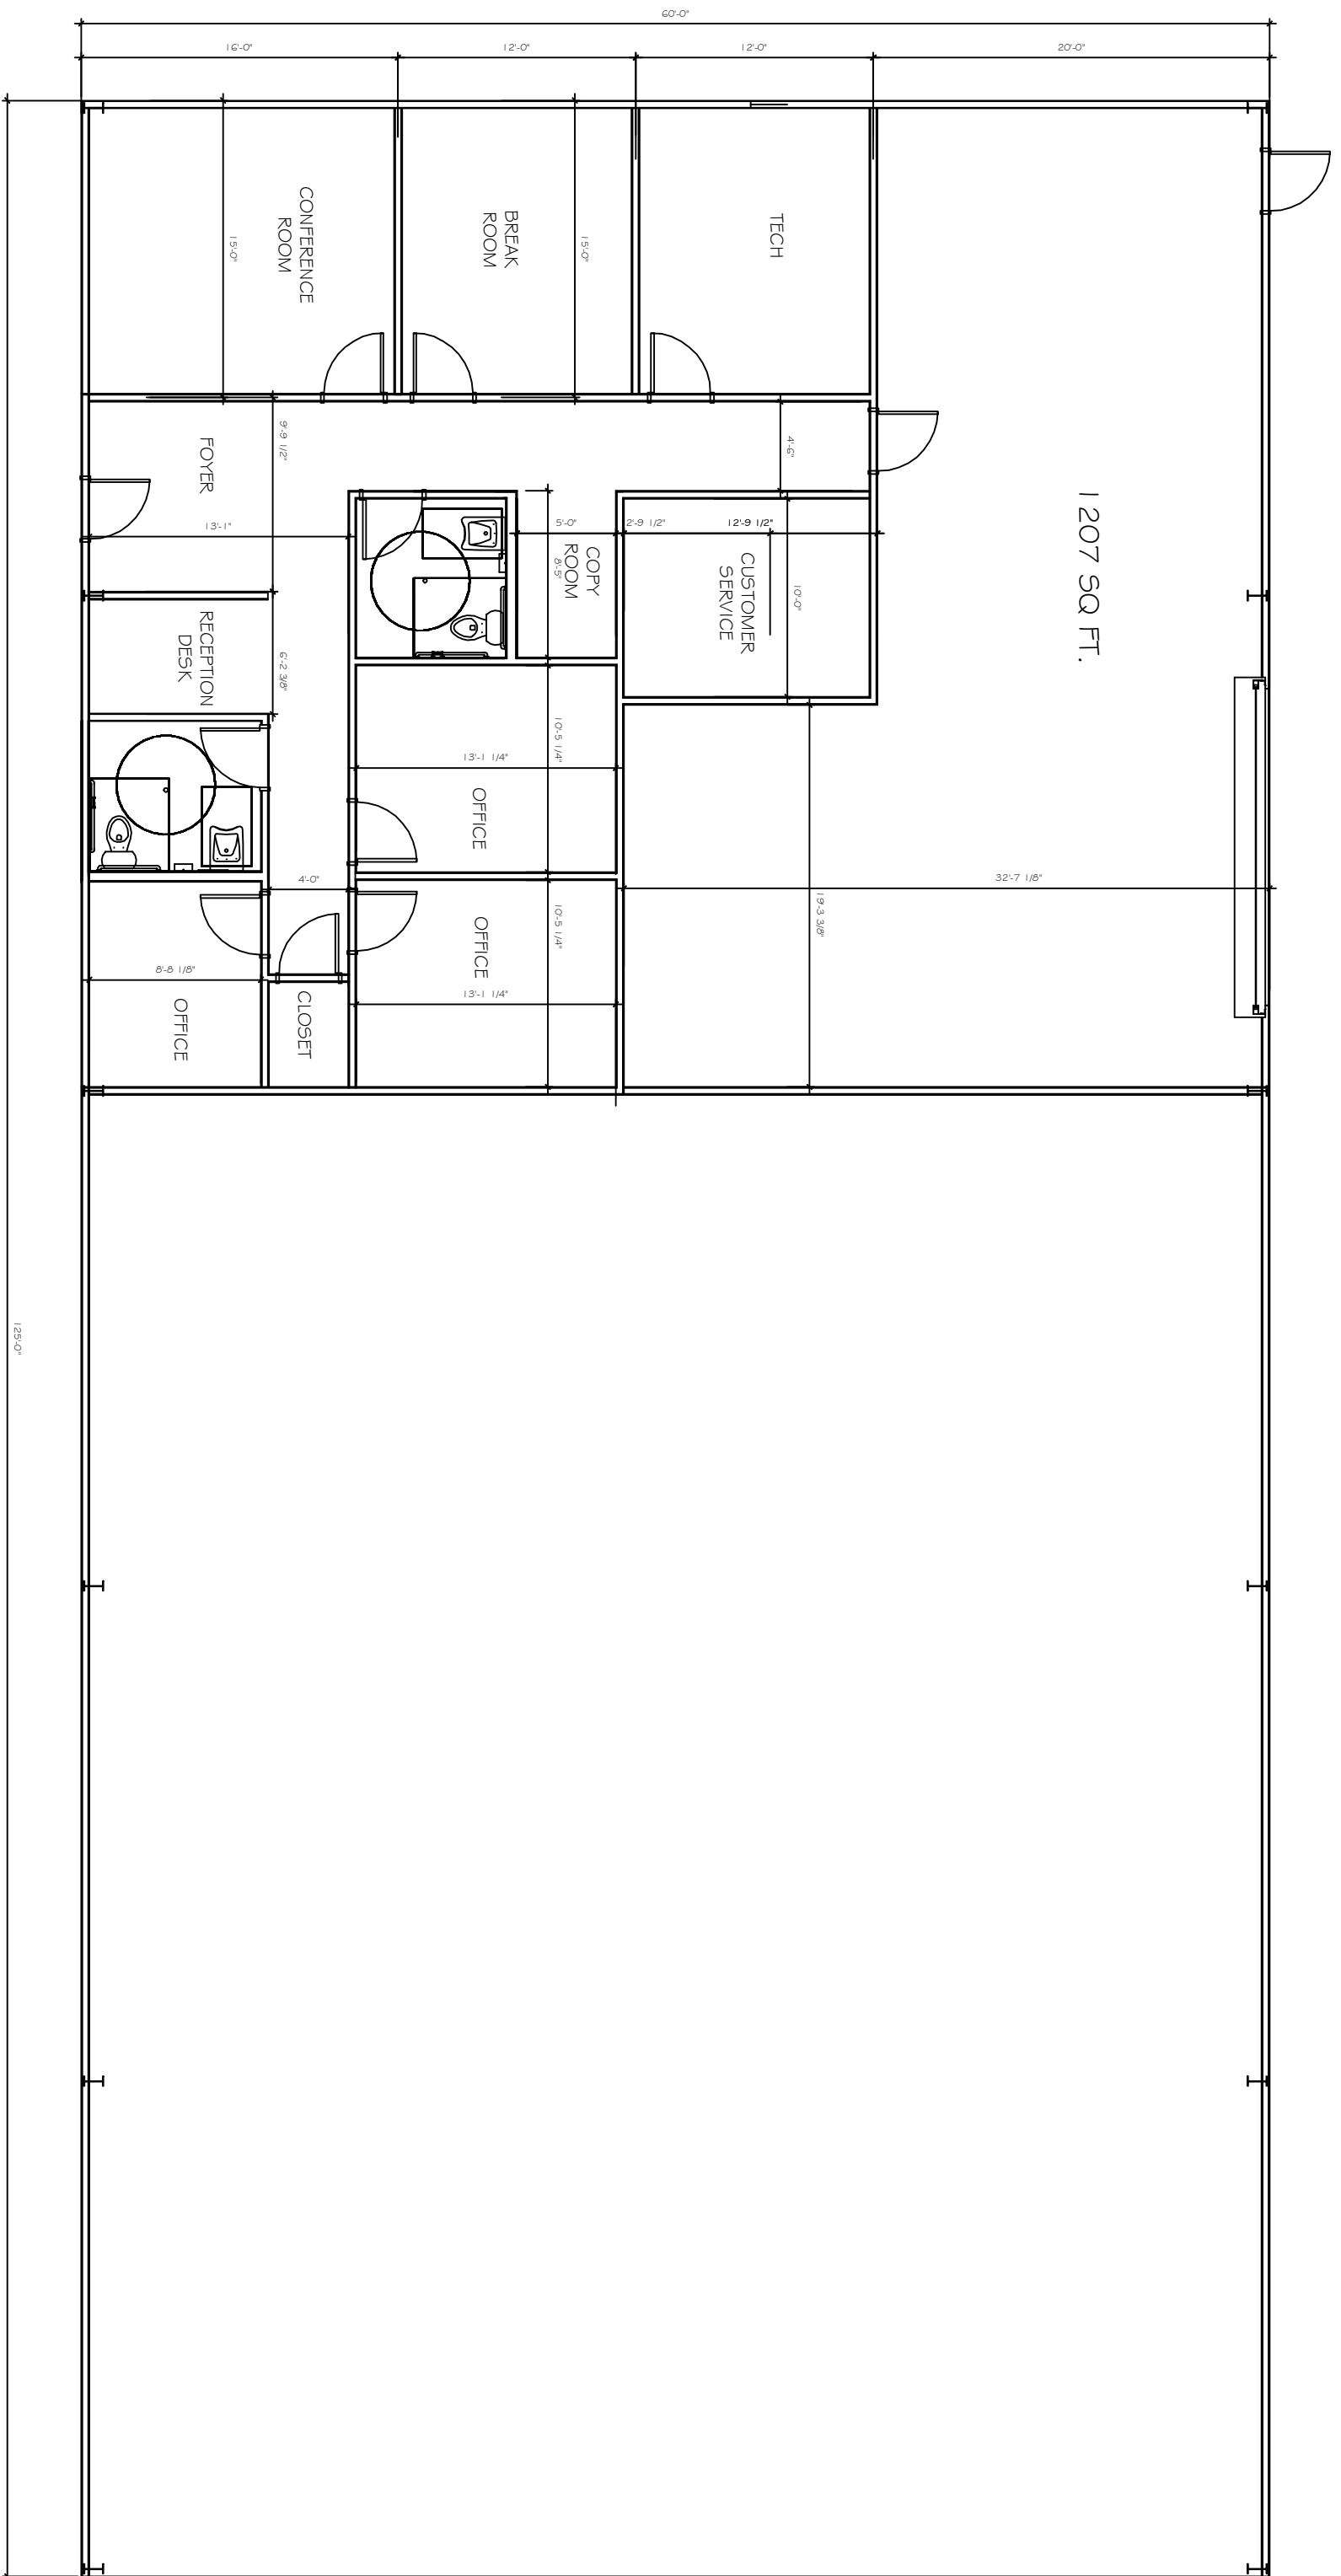 60'-0"
16'-0"
12'-0"
12'-0"
20'-0"
CONFERENCE
ROOM
15'-0"
BREAK
ROOM
15'-0"
TECH
FOYER
9'-9 1/2"
4'-6"
13'-1"
5'-0"
2'-9 1/2"
12'-9 1/2"
COPY
ROOM
8'-5"
CUSTOMER
SERVICE
10'-0"
1207 SQ FT.
RECEPTION
DESK
6'-2 3/8"
10'-5 1/4"
13'-1 1/4"
OFFICE
4'-0"
32'-7 1/8"
10'-5 1/4"
19'-3 3/8"
OFFICE
8'-8 1/8"
13'-1 1/4"
OFFICE
CLOSET
125'-0"